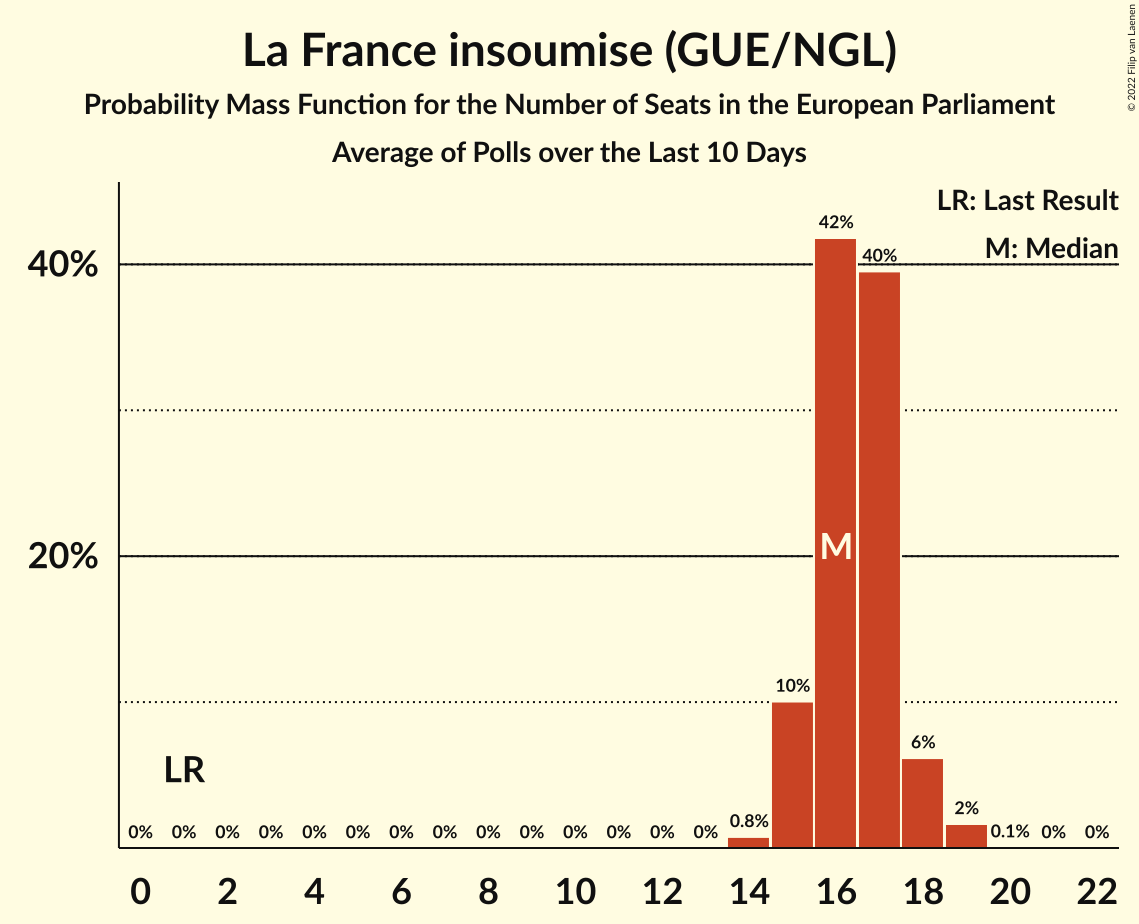 La France insoumise (GUE/NGL)
Probability Mass Function for the Number of Seats in the European Parliament
Average of Polls over the Last 10 Days
© 2022 Filip van Laenen
LR: Last Result
M: Median
42%
40%
40%
20%
M
10%
6%
LR
2%
0% 0% 0% 0% 0% 0% 0% 0% 0% 0% 0% 0% 0% 0% 0.8% 0.1% 0% 0%
0 2 4 6 8 10 12 14 16 18 20 22